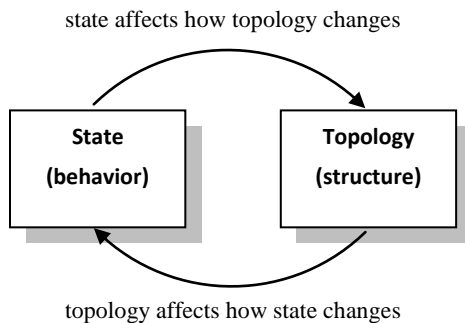 state affects how topology changes
State
(behavior)
Topology
(structure)
topology affects how state changes